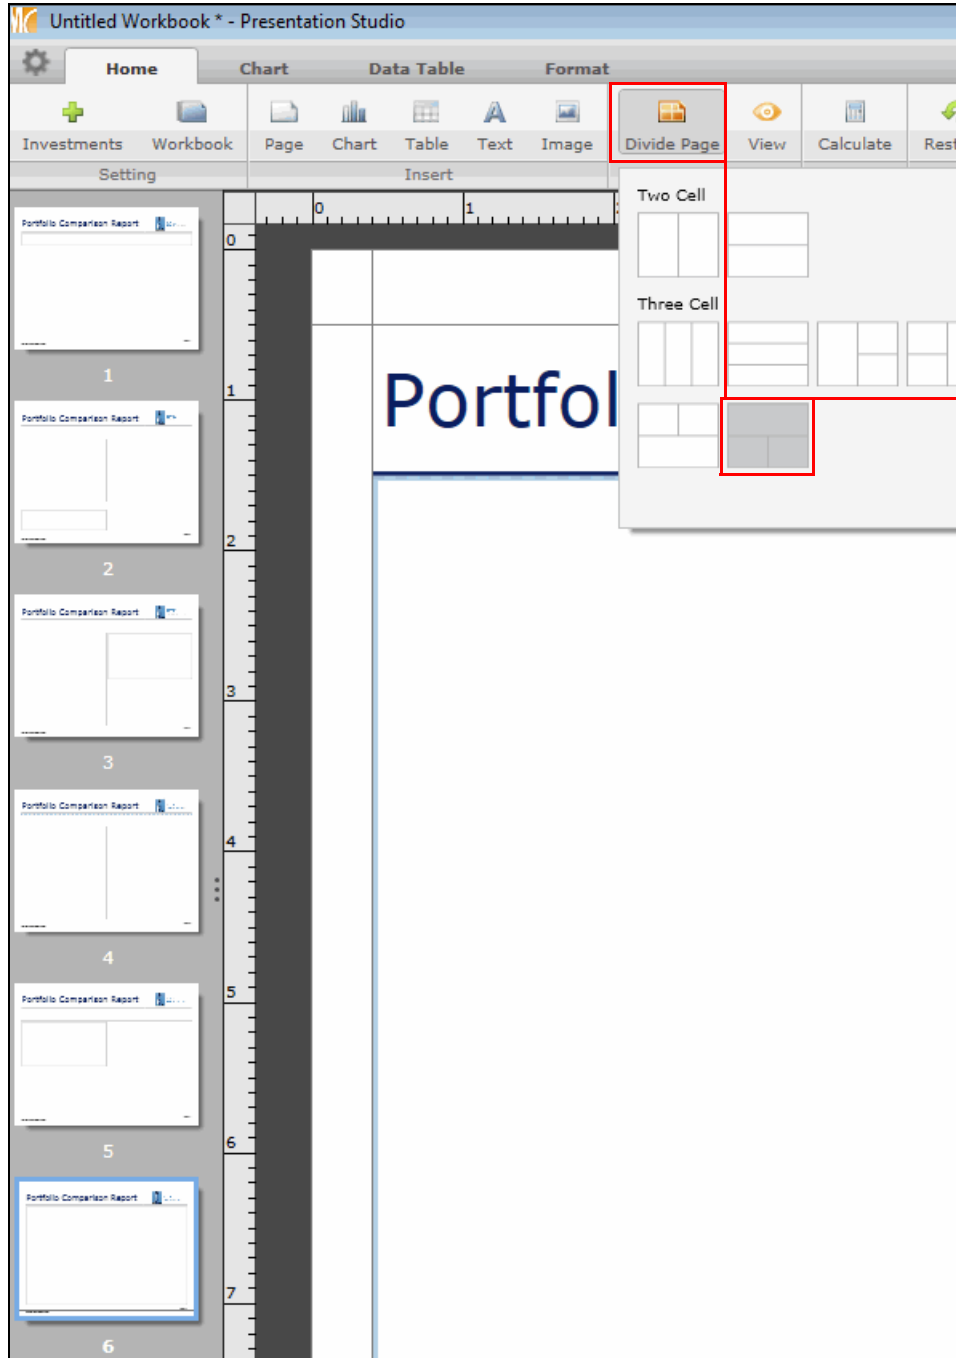 Untitled Workbook * - Presentation Studio
Home Chart Data Table Format
Investments Workbook Page Chart Table Text Image Divide Page View Calculate Rest
Setting Insert
Two Cell
Three Cell
0 1
0
1
2
3
4
5
6
7
Portfol
Portfolio Comparison Report
1
Portfolio Comparison Report
2
Portfolio Comparison Report
3
Portfolio Comparison Report
4
Portfolio Comparison Report
5
Portfolio Comparison Report
6